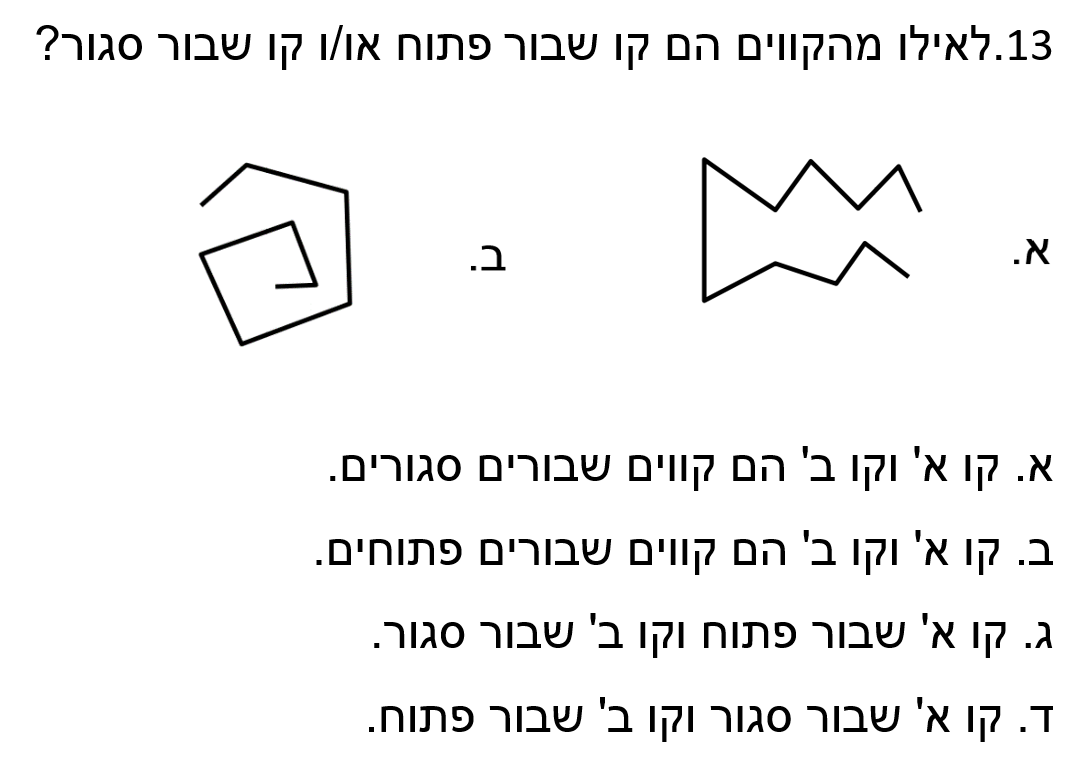 13.לאילו מהקווים הם קו שבור פתוח או/ו קו שבור סגור?
א.
ב.
א. קו א' וקו ב' הם קווים שבורים סגורים.
ב. קו א' וקו ב' הם קווים שבורים פתוחים.
ג. קו א' שבור פתוח וקו ב' שבור סגור.
ד. קו א' שבור סגור וקו ב' שבור פתוח.